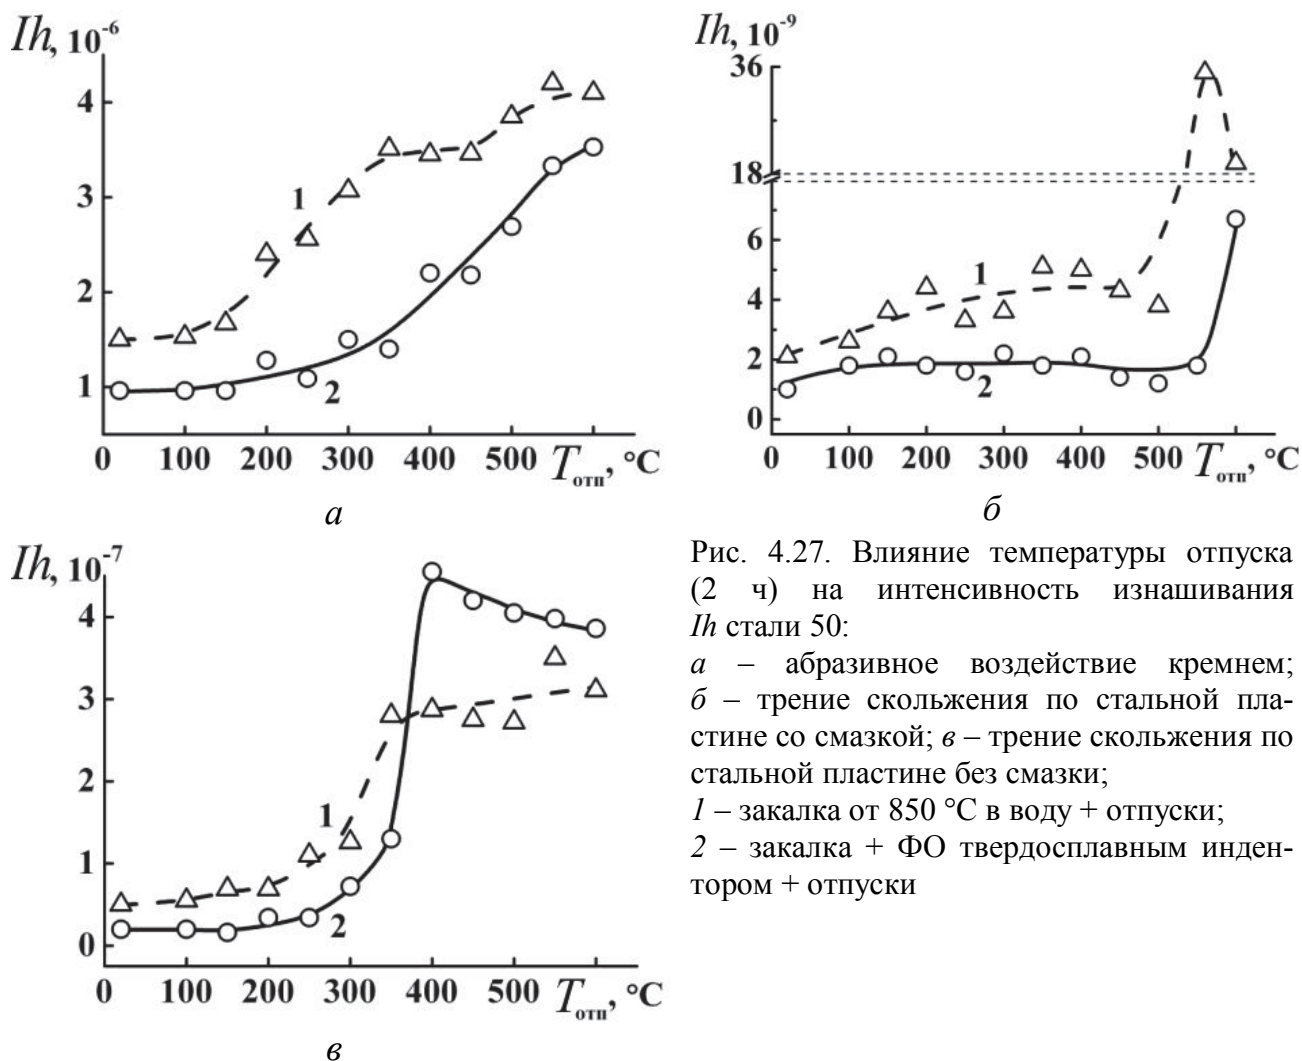 Ih, 10⁻⁶
4
3
2
1
1
2
0 100 200 300 400 500 Tотп, °C
а
Ih, 10⁻⁹
36
18
6
4
2
0
1
2
0 100 200 300 400 500 Tотп, °C
б
Ih, 10⁻⁷
4
3
2
1
0
1
2
0 100 200 300 400 500 Tотп, °C
в
Рис. 4.27. Влияние температуры отпуска
(2 ч) на интенсивность изнашивания
Ih стали 50:
а – абразивное воздействие кремнем;
б – трение скольжения по стальной пла-
стине со смазкой; в – трение скольжения по
стальной пластине без смазки;
1 – закалка от 850 °С в воду + отпуски;
2 – закалка + ФО твердосплавным инден-
тором + отпуски